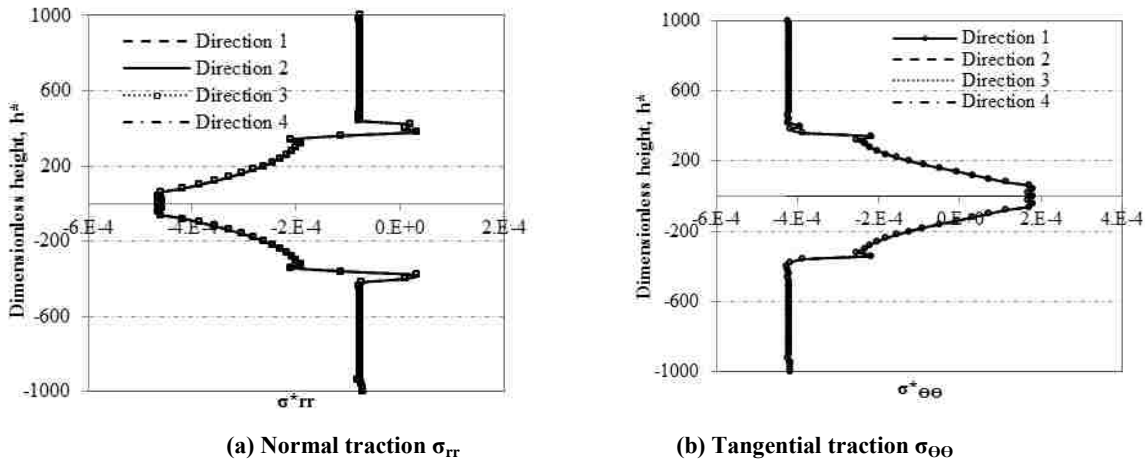 1000
600
200
-200
-600
-1000
Dimensionless height, h*
Direction 1
Direction 2
Direction 3
Direction 4
-6.E-4
-4.E-4
-2.E-4
0.E+0
2.E-4
σ*rr
(a) Normal traction σrr
1000
600
200
-200
-600
-1000
Dimensionless height, h*
Direction 1
Direction 2
Direction 3
Direction 4
-6.E-4
-4.E-4
-2.E-4
0.E+0
2.E-4
4.E-4
σ*ΘΘ
(b) Tangential traction σΘΘ